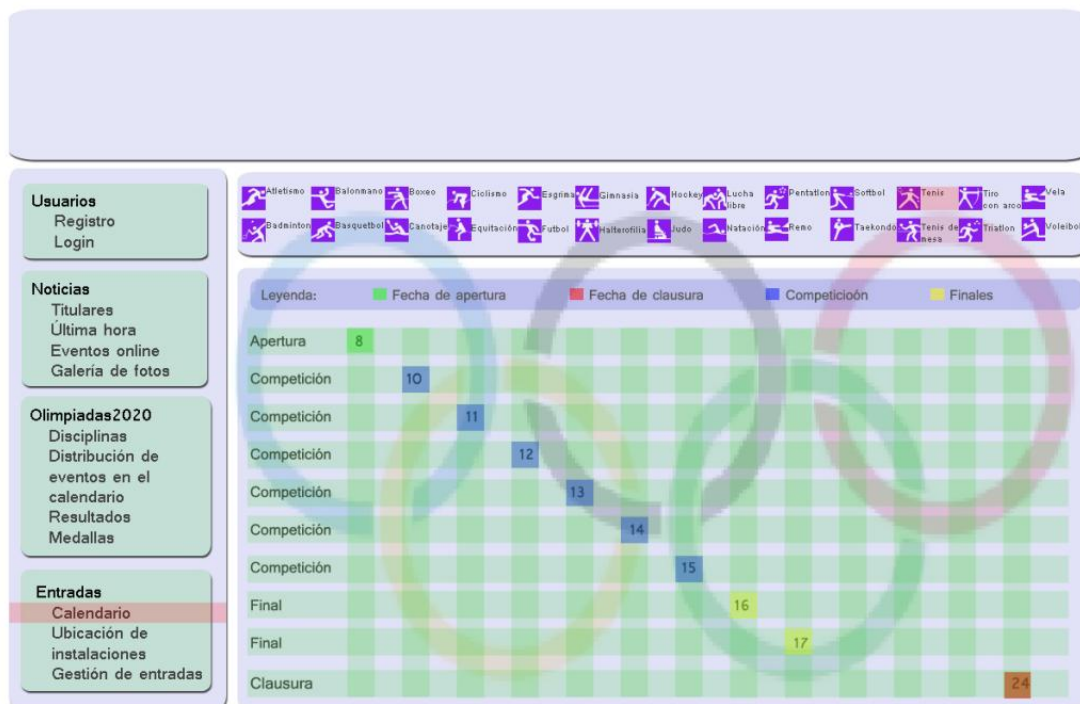 Usuarios
Registro
Login
Noticias
Titulares
Última hora
Eventos online
Galería de fotos
Olimpiadas2020
Disciplinas
Distribución de
eventos en el
calendario
Resultados
Medallas
Entradas
Calendario
Ubicación de
instalaciones
Gestión de entradas
Atletismo Balonmano Boxeo Ciclismo Esgrima Gimnasia Hockey Lucha libre Pentatlon Softbol Tenis Tiro con arco Vela
Badminton Basquetbol Canotaje Equitación Futbol Halterofilia Judo Natación Remo Taekondó Tenis de mesa Triatlon Voleibol
Leyenda: Fecha de apertura Fecha de clausura Competicioón Finales
Apertura 8
Competición 10
Competición 11
Competición 12
Competición 13
Competición 14
Competición 15
Final 16
Final 17
Clausura 24